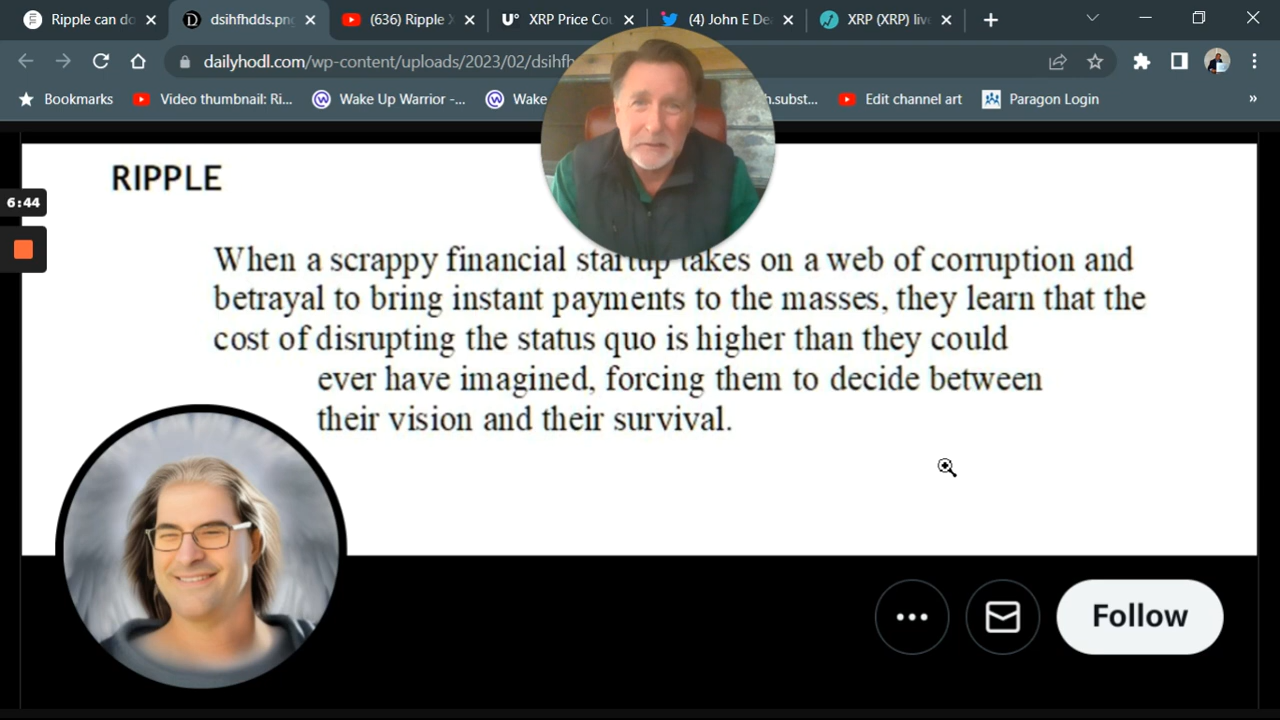 Ripple can do
dsihfhdds.pn
(636) Ripple X
XRP Price Cou
(4) John E De
XRP (XRP) live
dailyhodl.com/wp-content/uploads/2023/02/dsihfh
Bookmarks
Video thumbnail: Ri...
Wake Up Warrior -...
Wake
h.subst...
Edit channel art
Paragon Login
RIPPLE
6:44
When a scrappy financial startup takes on a web of corruption and
betrayal to bring instant payments to the masses, they learn that the
cost of disrupting the status quo is higher than they could
ever have imagined, forcing them to decide between
their vision and their survival.
Follow